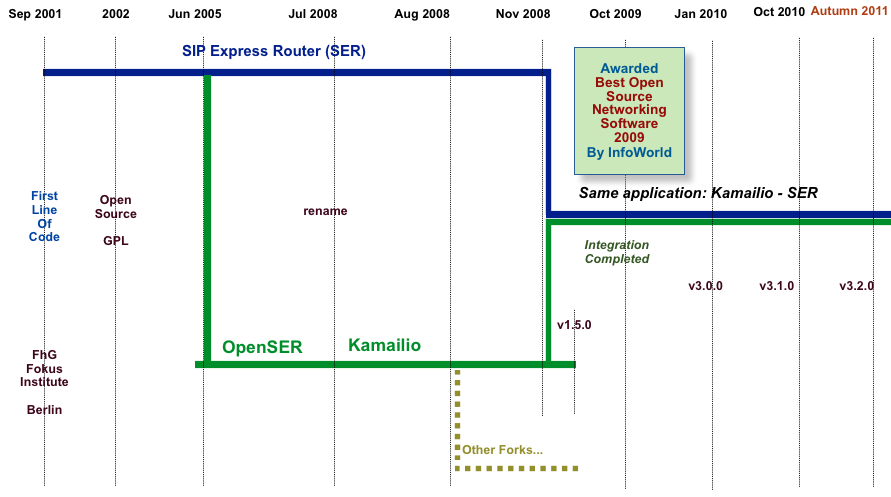 Sep 2001 2002 Jun 2005 Jul 2008 Aug 2008 Nov 2008 Oct 2009 Jan 2010 Oct 2010 Autumn 2011
SIP Express Router (SER)
Awarded
Best Open
Source
Networking
Software
2009
By InfoWorld
Same application: Kamailio - SER
First
Line
Of
Code
Open
Source
GPL
rename
Integration
Completed
v3.0.0 v3.1.0 v3.2.0
v1.5.0
OpenSER Kamailio
FhG
Fokus
Institute
Berlin
Other Forks...